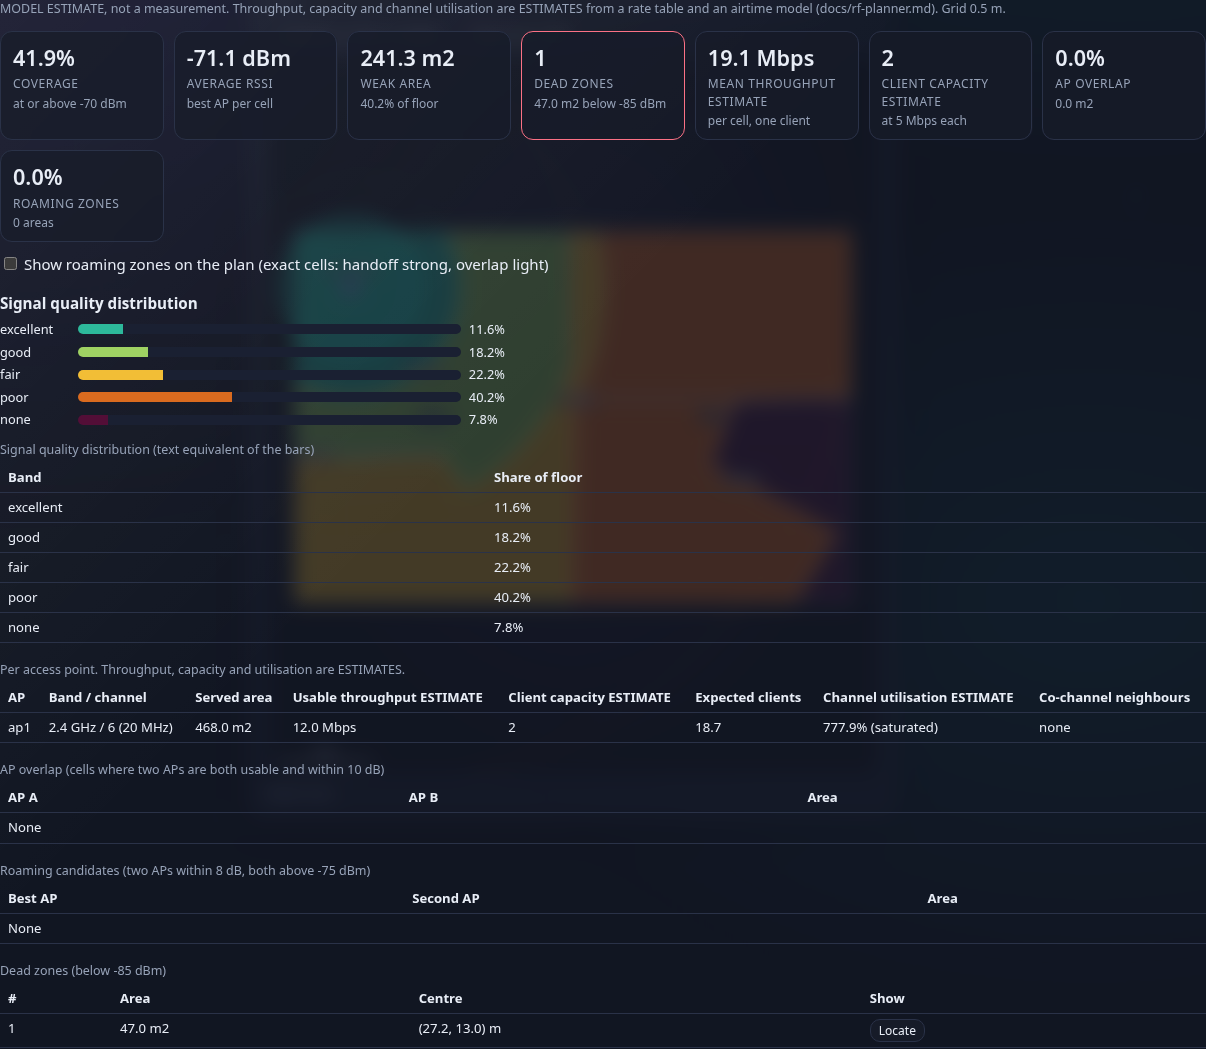 MODEL ESTIMATE, not a measurement. Throughput, capacity and channel utilisation are ESTIMATES from a rate table and an airtime model (docs/rf-planner.md). Grid 0.5 m.
41.9%
COVERAGE
at or above -70 dBm
-71.1 dBm
AVERAGE RSSI
best AP per cell
241.3 m2
WEAK AREA
40.2% of floor
1
DEAD ZONES
47.0 m2 below -85 dBm
19.1 Mbps
MEAN THROUGHPUT
ESTIMATE
per cell, one client
2
CLIENT CAPACITY
ESTIMATE
at 5 Mbps each
0.0%
AP OVERLAP
0.0 m2
0.0%
ROAMING ZONES
0 areas
Show roaming zones on the plan (exact cells: handoff strong, overlap light)
Signal quality distribution
excellent 11.6%
good 18.2%
fair 22.2%
poor 40.2%
none 7.8%
Signal quality distribution (text equivalent of the bars)
Band Share of floor
excellent 11.6%
good 18.2%
fair 22.2%
poor 40.2%
none 7.8%
Per access point. Throughput, capacity and utilisation are ESTIMATES.
AP Band / channel Served area Usable throughput ESTIMATE Client capacity ESTIMATE Expected clients Channel utilisation ESTIMATE Co-channel neighbours
ap1 2.4 GHz / 6 (20 MHz) 468.0 m2 12.0 Mbps 2 18.7 777.9% (saturated) none
AP overlap (cells where two APs are both usable and within 10 dB)
AP A AP B Area
None
Roaming candidates (two APs within 8 dB, both above -75 dBm)
Best AP Second AP Area
None
Dead zones (below -85 dBm)
# Area Centre Show
1 47.0 m2 (27.2, 13.0) m Locate